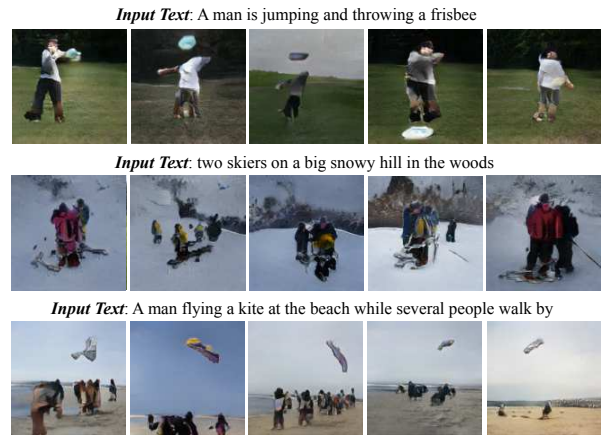 Input Text: A man is jumping and throwing a frisbee
Input Text: two skiers on a big snowy hill in the woods
Input Text: A man flying a kite at the beach while several people walk by